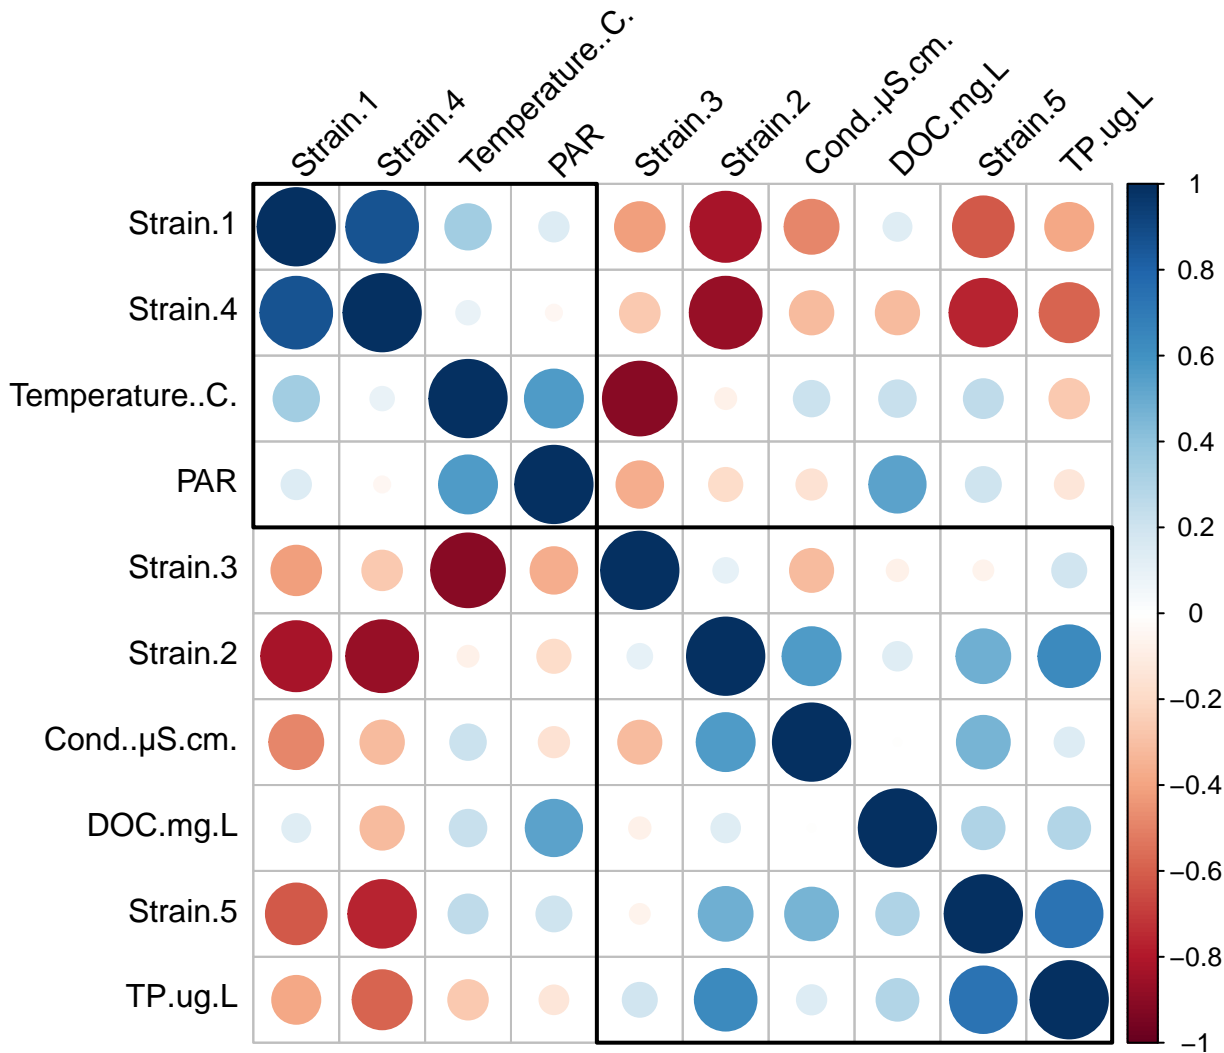 Strain.1
Strain.4
Temperature..C.
PAR
Strain.3
Strain.2
Cond..µS.cm.
DOC.mg.L
Strain.5
TP.ug.L
Strain.1
Strain.4
Temperature..C.
PAR
Strain.3
Strain.2
Cond..µS.cm.
DOC.mg.L
Strain.5
TP.ug.L
1
0.8
0.6
0.4
0.2
0
−0.2
−0.4
−0.6
−0.8
−1